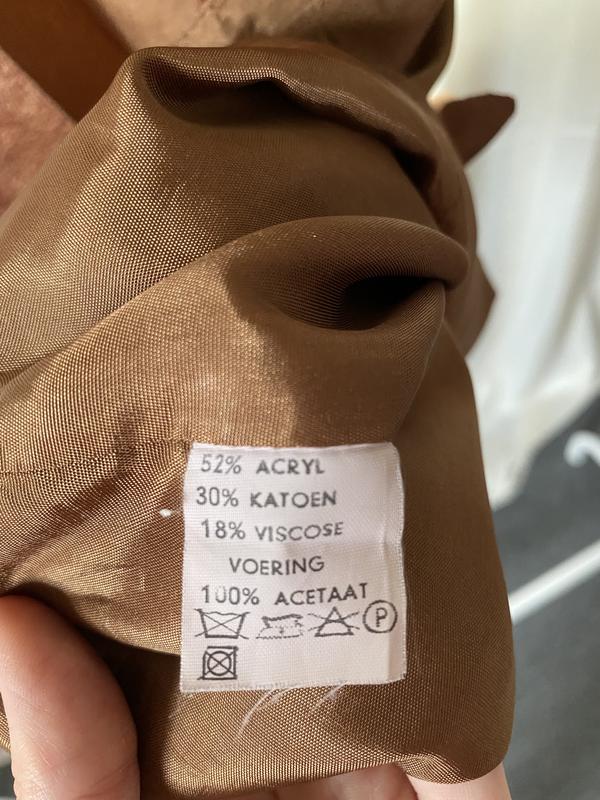 52% ACRYL
30% KATOEN
18% VISCOSE
VOERING
100% ACETAAT
P